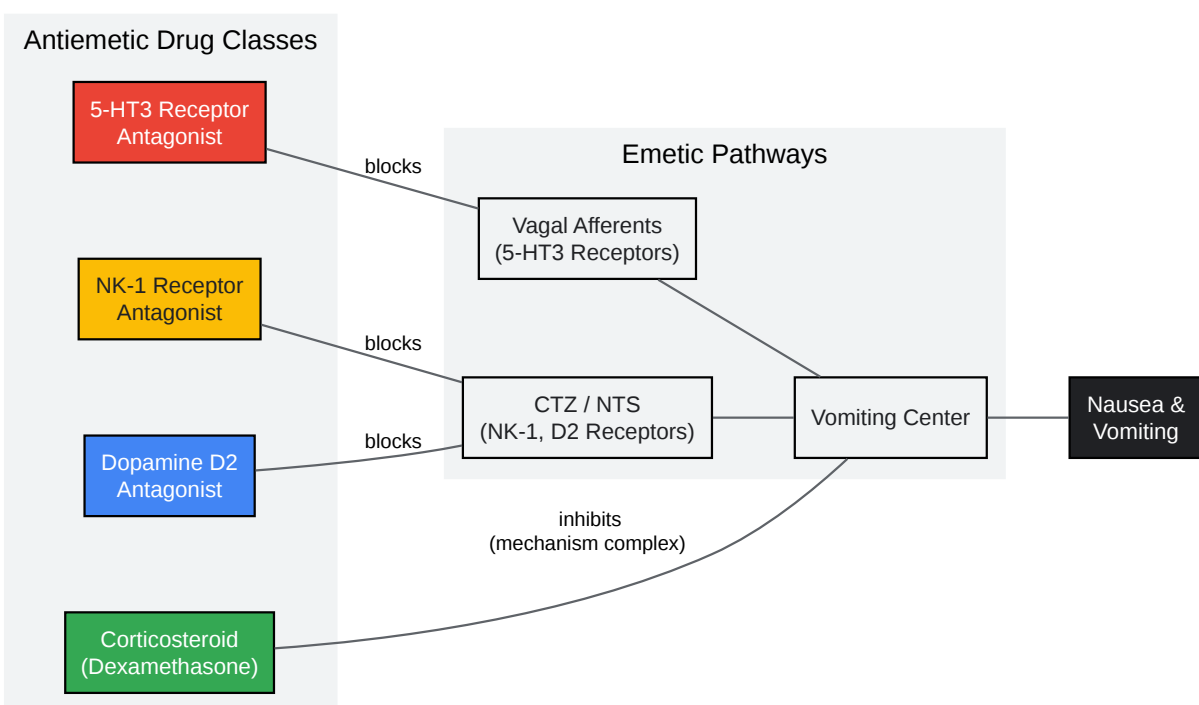 Antiemetic Drug Classes
5-HT3 Receptor
Antagonist
blocks
Emetic Pathways
Vagal Afferents
(5-HT3 Receptors)
NK-1 Receptor
Antagonist
blocks
CTZ / NTS
(NK-1, D2 Receptors)
Vomiting Center
Nausea &
Vomiting
blocks
Dopamine D2
Antagonist
inhibits
(mechanism complex)
Corticosteroid
(Dexamethasone)